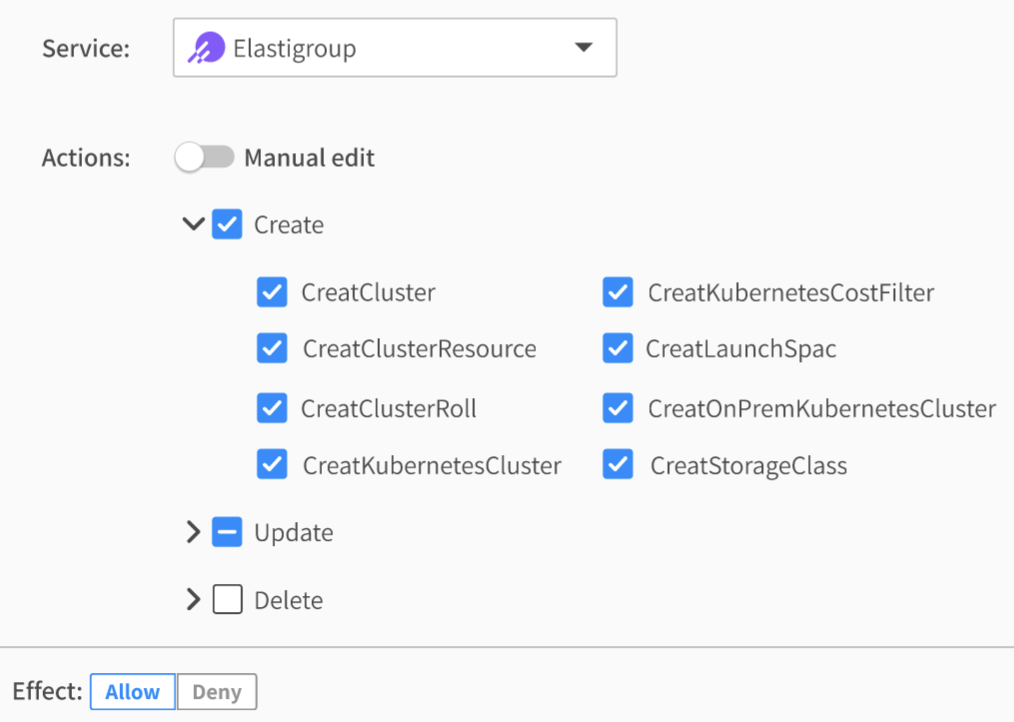 Service: Elastigroup
Actions: Manual edit
Create
CreatCluster CreatKubernetesCostFilter
CreatClusterResource CreatLaunchSpac
CreatClusterRoll CreatOnPremKubernetesCluster
CreatKubernetesCluster CreatStorageClass
Update
Delete
Effect: Allow Deny